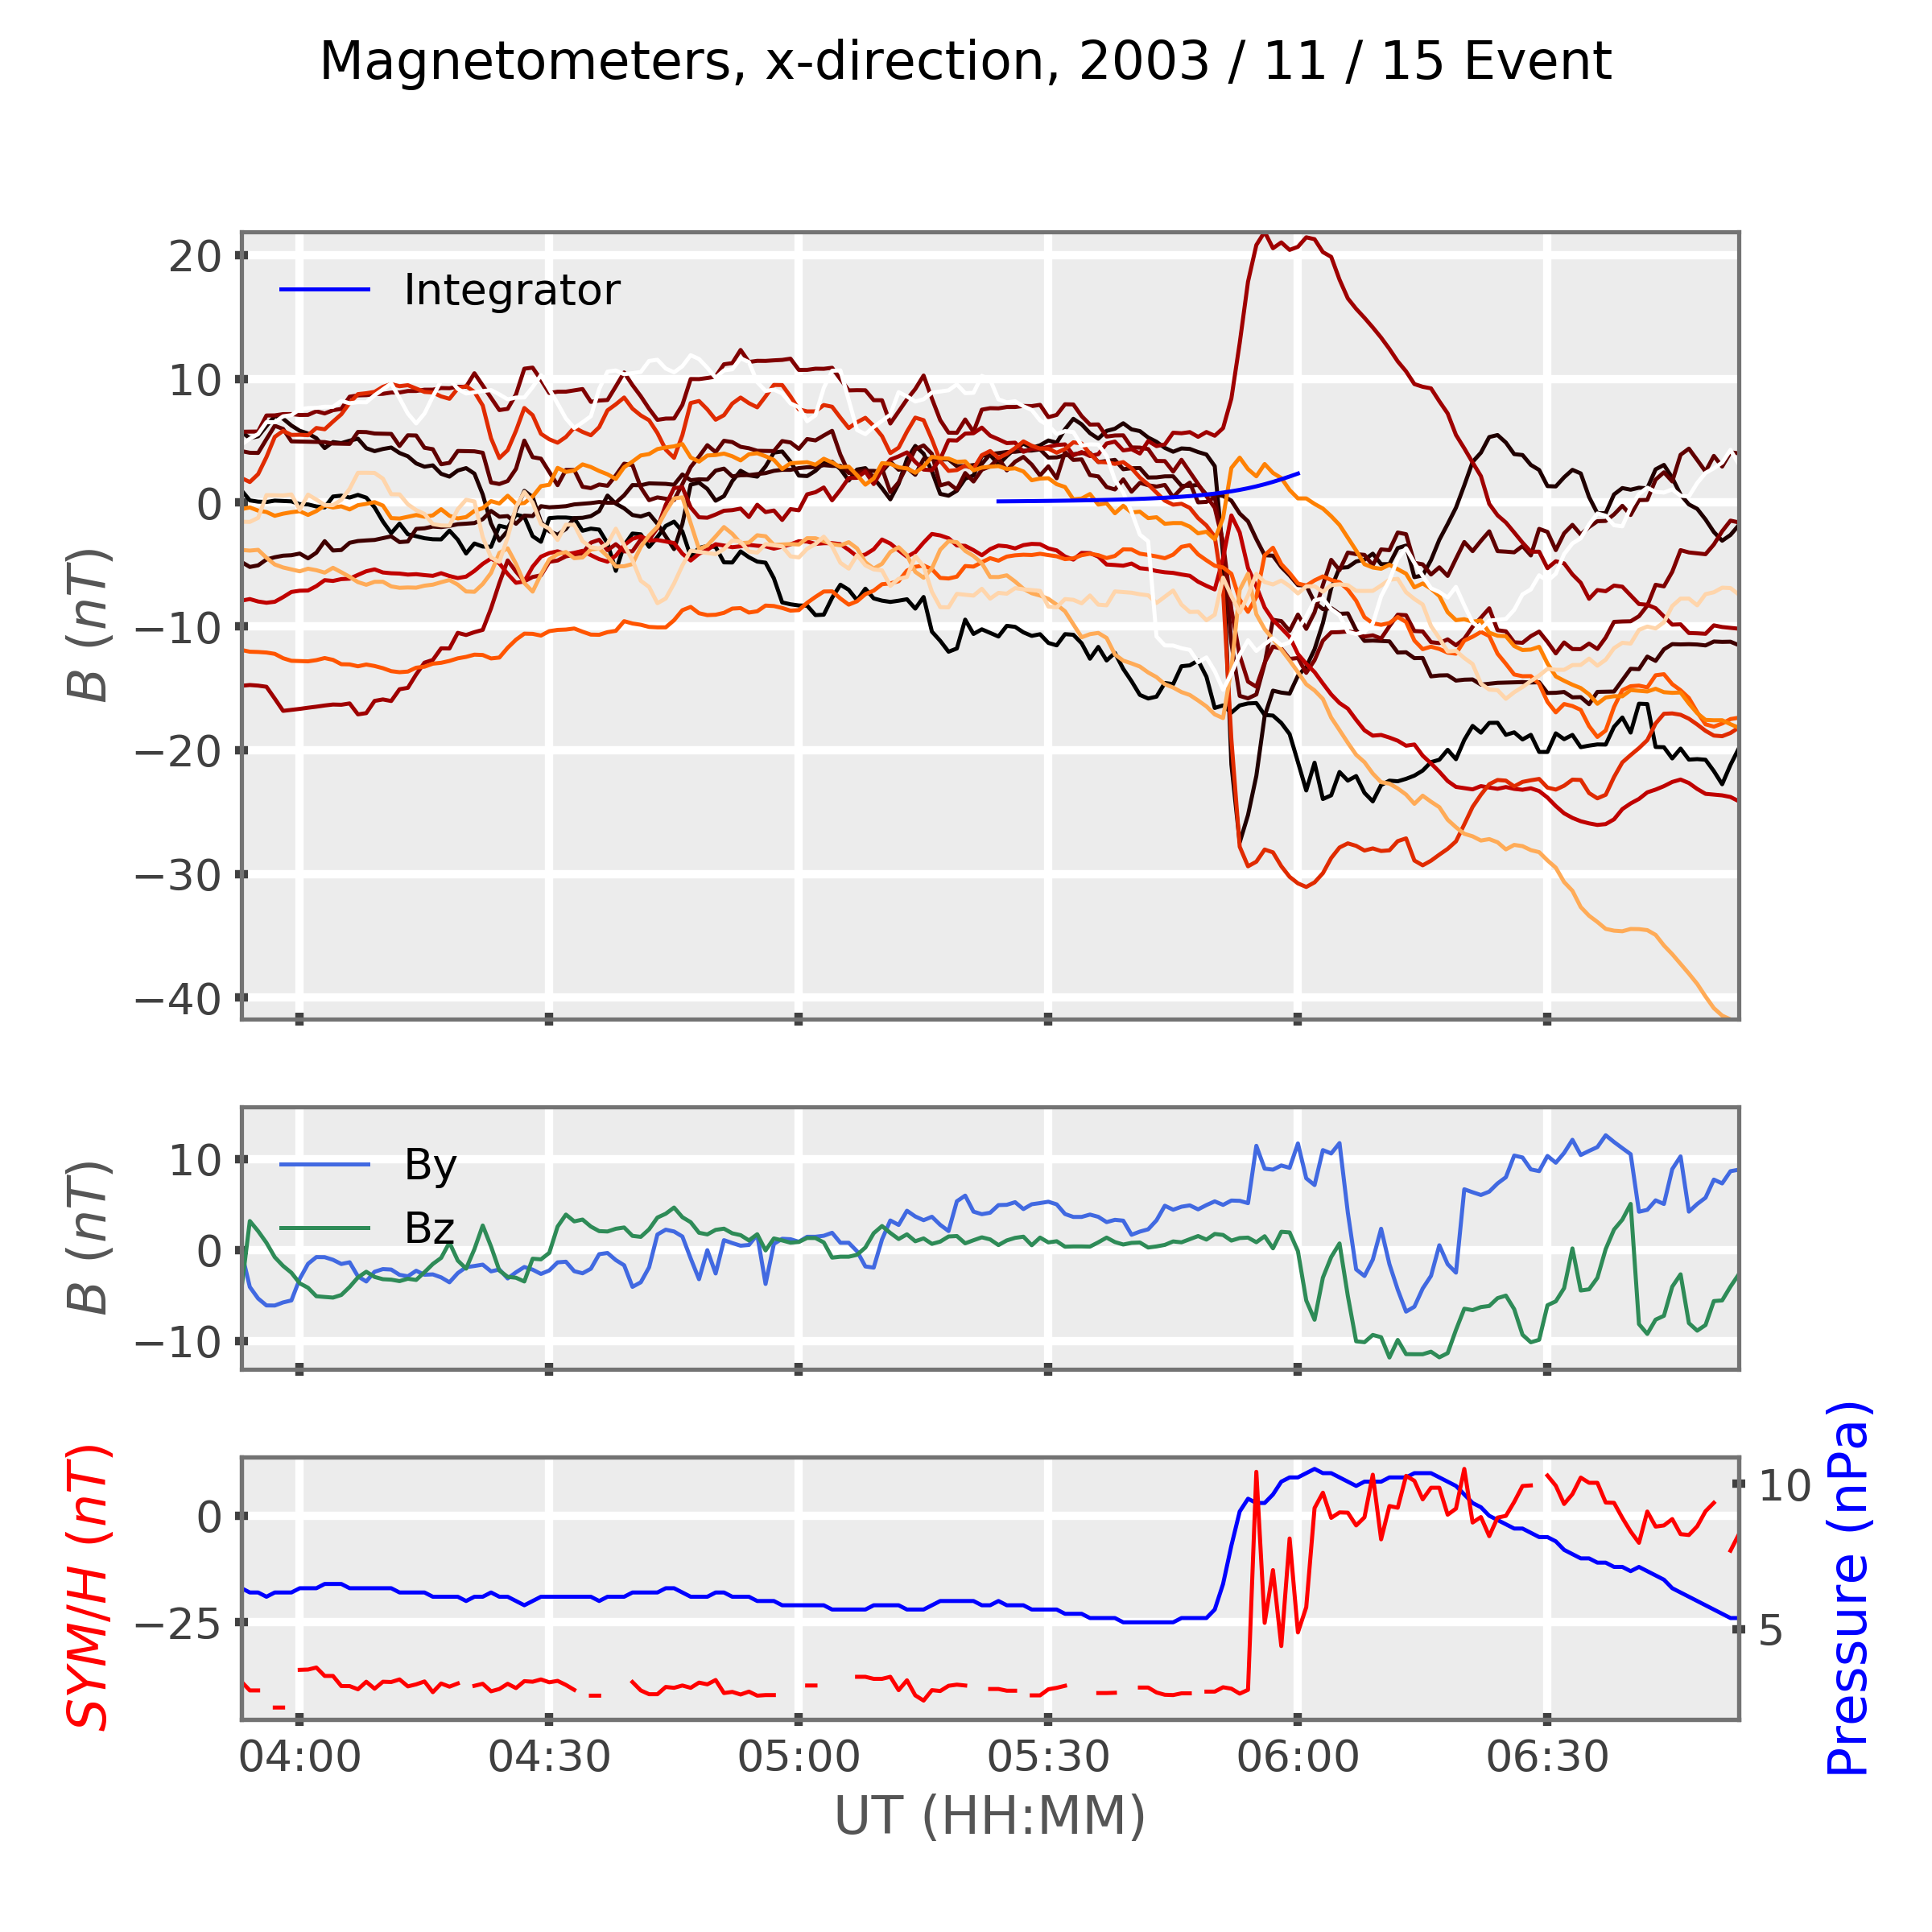 Magnetometers, x-direction, 2003 / 11 / 15 Event
B (nT)
20
10
0
−10
−20
−30
−40
Integrator
B (nT)
10
0
−10
By
Bz
SYM/H (nT)
0
−25
10
5
Pressure (nPa)
04:00 04:30 05:00 05:30 06:00 06:30
UT (HH:MM)